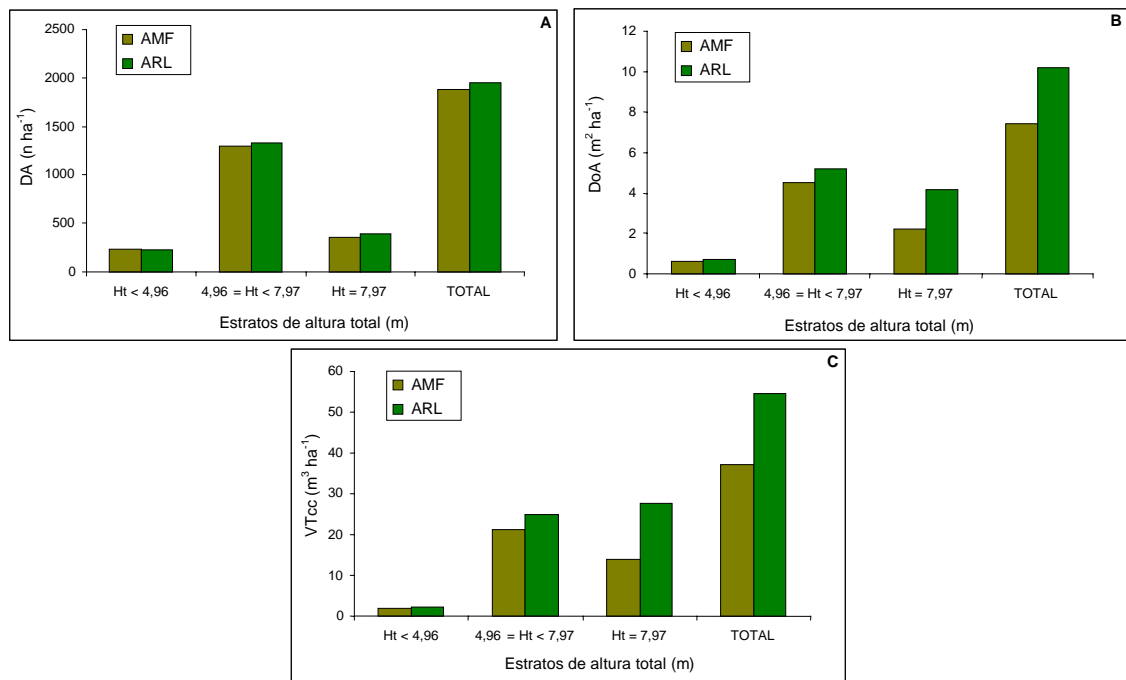 A
AMF
ARL
2500
2000
1500
1000
500
0
DA (n ha-1)
Ht < 4,96 4,96 = Ht < 7,97 Ht = 7,97 TOTAL
Estratos de altura total (m)
B
AMF
ARL
12
10
8
6
4
2
0
DoA (m2 ha-1)
Ht < 4,96 4,96 = Ht < 7,97 Ht = 7,97 TOTAL
Estratos de altura total (m)
C
AMF
ARL
60
50
40
30
20
10
0
VTcc (m3 ha-1)
Ht < 4,96 4,96 = Ht < 7,97 Ht = 7,97 TOTAL
Estratos de altura total (m)